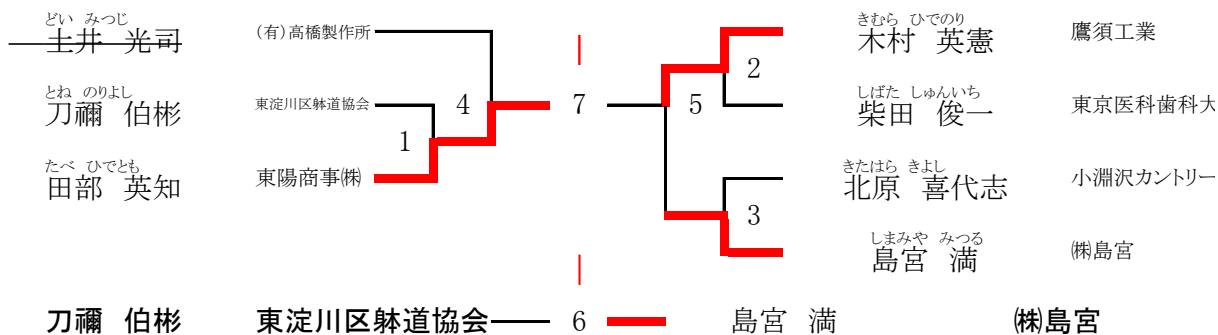 どい みつじ
土井 光司 (有)高橋製作所
とね のりよし
刀禰 伯彬 東淀川区躰道協会
たべ ひでとも
田部 英知 東陽商事㈱
1
4
7
5
2
3
きむら ひでのり
木村 英憲 鷹須工業
しばた しゅんいち
柴田 俊一 東京医科歯科大
きたはら きよし
北原 喜代志 小淵沢カントリー
しまみや みつる
島宮 満 ㈱島宮
刀禰 伯彬 東淀川区躰道協会 6 島宮 満 ㈱島宮